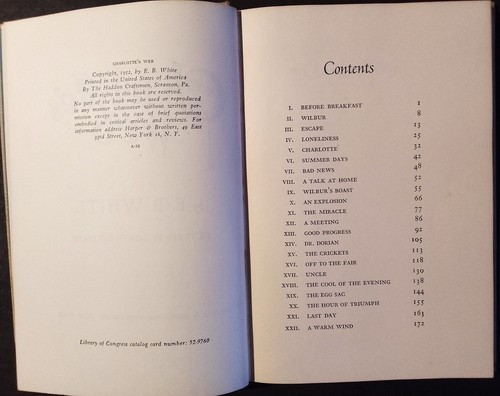 CHARLOTTE'S WEB
Copyright, 1952, by E. B. White
Printed in the United States of America
By The Haddon Craftsmen, Scranton, Pa.
All rights in this book are reserved.
No part of the book may be used or reproduced
in any manner whatsoever without written per-
mission except in the case of brief quotations
embodied in critical articles and reviews. For
information address Harper & Brothers, 49 East
33rd Street, New York 16, N. Y.
Library of Congress catalog card number: 52-9760
Contents
I. BEFORE BREAKFAST 1
II. WILBUR 8
III. ESCAPE 13
IV. LONELINESS 25
V. CHARLOTTE 32
VI. SUMMER DAYS 42
VII. BAD NEWS 48
VIII. A TALK AT HOME 52
IX. WILBUR'S BOAST 55
X. AN EXPLOSION 66
XI. THE MIRACLE 77
XII. A MEETING 86
XIII. GOOD PROGRESS 92
XIV. DR. DORIAN 105
XV. THE CRICKETS 113
XVI. OFF TO THE FAIR 118
XVII. UNCLE 130
XVIII. THE COOL OF THE EVENING 138
XIX. THE EGG SAC 144
XX. THE HOUR OF TRIUMPH 155
XXI. LAST DAY 163
XXII. A WARM WIND 172